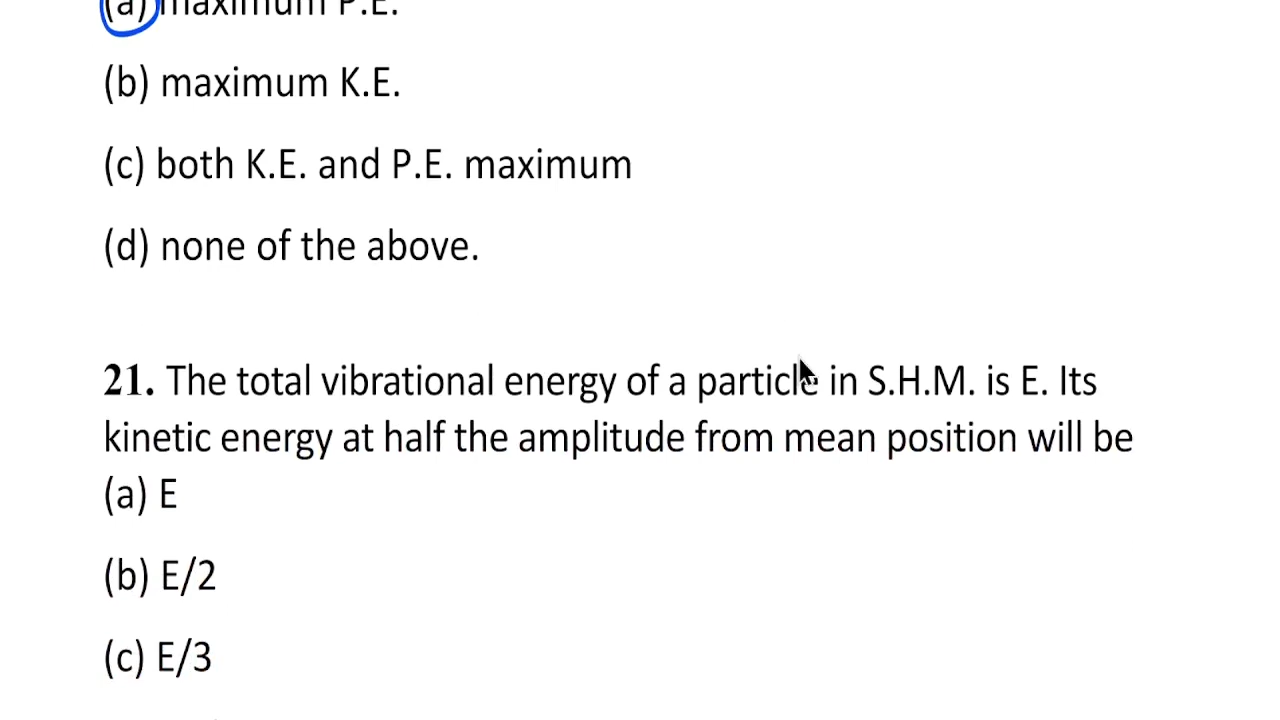 (a) maximum P.E.
(b) maximum K.E.
(c) both K.E. and P.E. maximum
(d) none of the above.
21. The total vibrational energy of a particle in S.H.M. is E. Its
kinetic energy at half the amplitude from mean position will be
(a) E
(b) E/2
(c) E/3